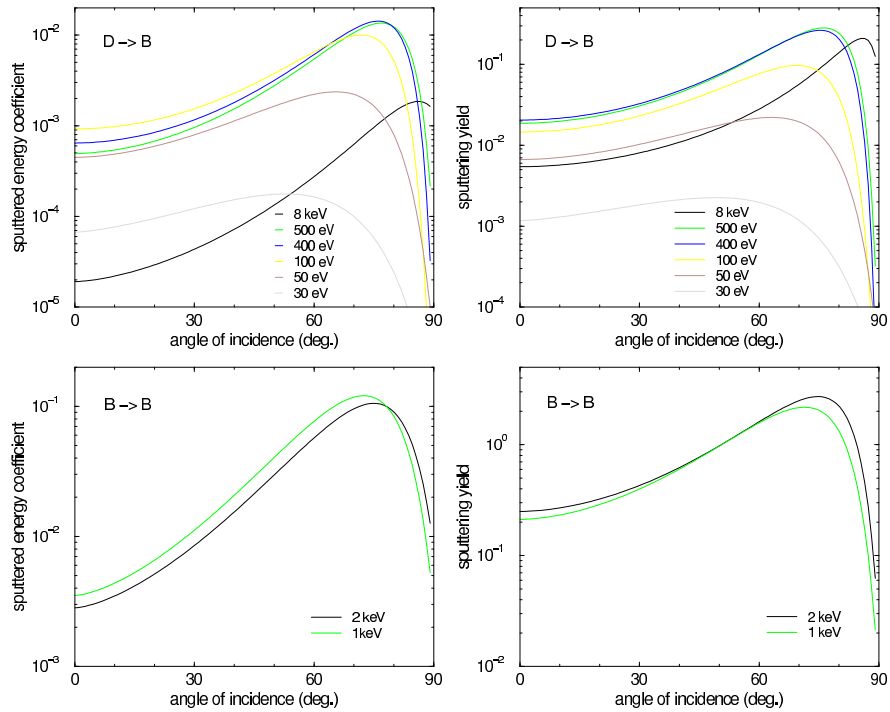 D -> B
sputtered energy coefficient
10-2
10-3
10-4
10-5
8 keV
500 eV
400 eV
100 eV
50 eV
30 eV
0
30
60
90
angle of incidence (deg.)
D -> B
sputtering yield
10-1
10-2
10-3
10-4
8 keV
500 eV
400 eV
100 eV
50 eV
30 eV
0
30
60
90
angle of incidence (deg.)
B -> B
sputtered energy coefficient
10-1
10-2
10-3
2 keV
1keV
0
30
60
90
angle of incidence (deg.)
B -> B
sputtering yield
100
10-1
10-2
2 keV
1 keV
0
30
60
90
angle of incidence (deg.)